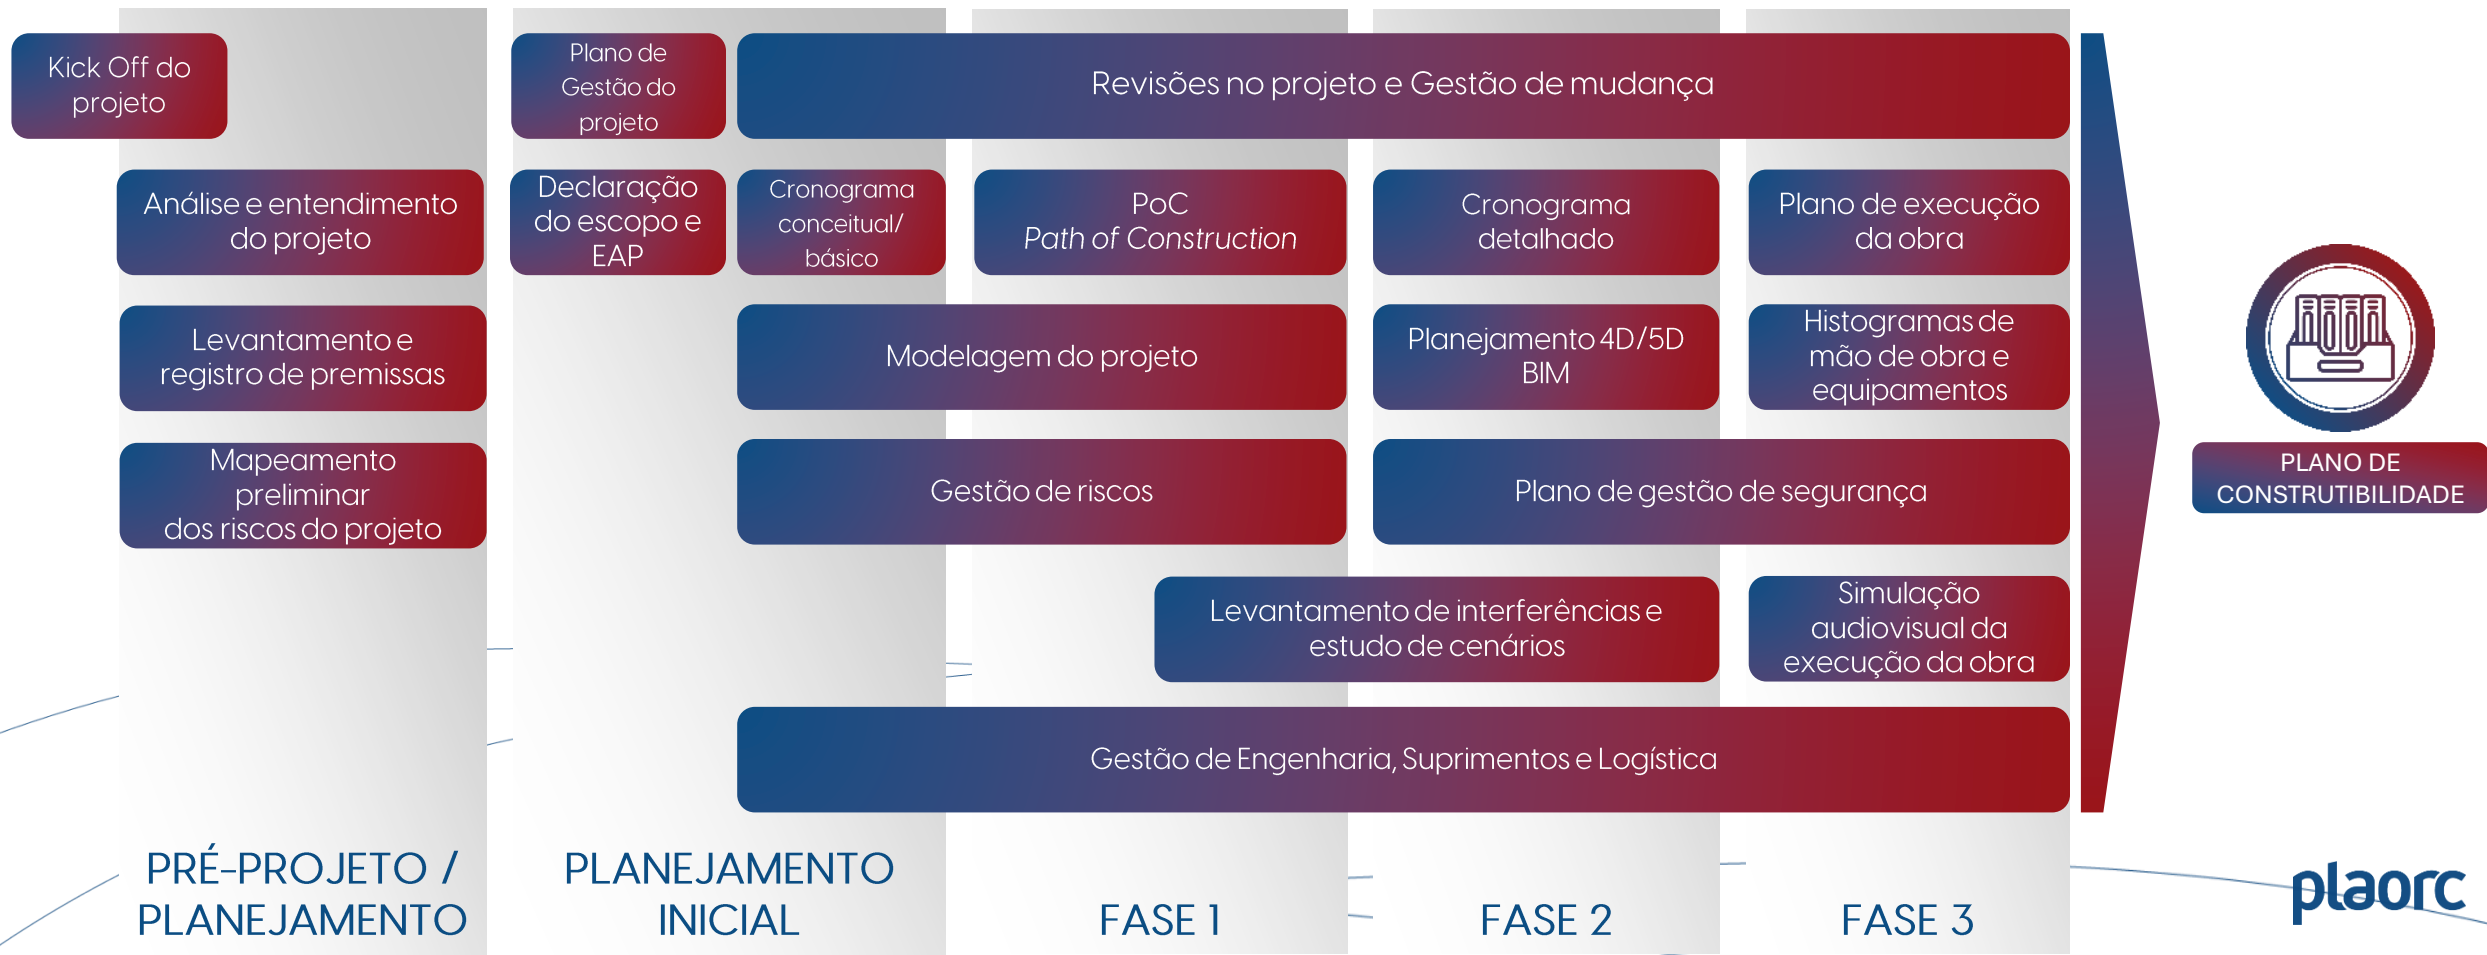 Kick Off do
projeto
Plano de
Gestão do
projeto
Revisões no projeto e Gestão de mudança
Análise e entendimento
do projeto
Declaração
do escopo e
EAP
Cronograma
conceitual/
básico
PoC
Path of Construction
Cronograma
detalhado
Plano de execução
da obra
Levantamento e
registro de premissas
Modelagem do projeto
Planejamento 4D/5D
BIM
Histogramas de
mão de obra e
equipamentos
Mapeamento
preliminar
dos riscos do projeto
Gestão de riscos
Plano de gestão de segurança
Levantamento de interferências e
estudo de cenários
Simulação
audiovisual da
execução da obra
Gestão de Engenharia, Suprimentos e Logística
PLANO DE
CONSTRUTIBILIDADE
PRÉ-PROJETO /
PLANEJAMENTO
PLANEJAMENTO
INICIAL
FASE 1
FASE 2
FASE 3
plaorc